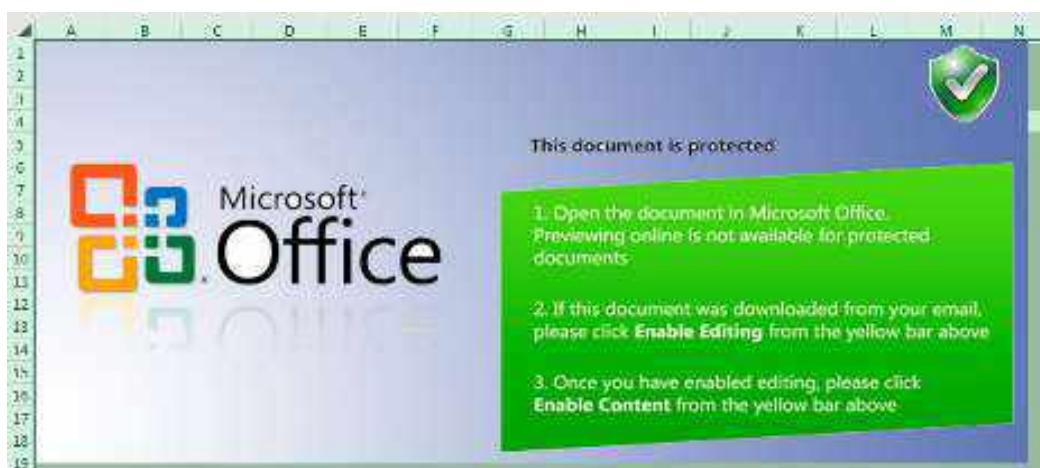 A B C D E F G H I J K L M N
1
2
3
4
5
6
7
8
9
10
11
12
13
14
15
16
17
18
19
This document is protected
Microsoft®
Office
1. Open the document in Microsoft Office.
Previewing online is not available for protected
documents
2. If this document was downloaded from your email,
please click Enable Editing from the yellow bar above
3. Once you have enabled editing, please click
Enable Content from the yellow bar above